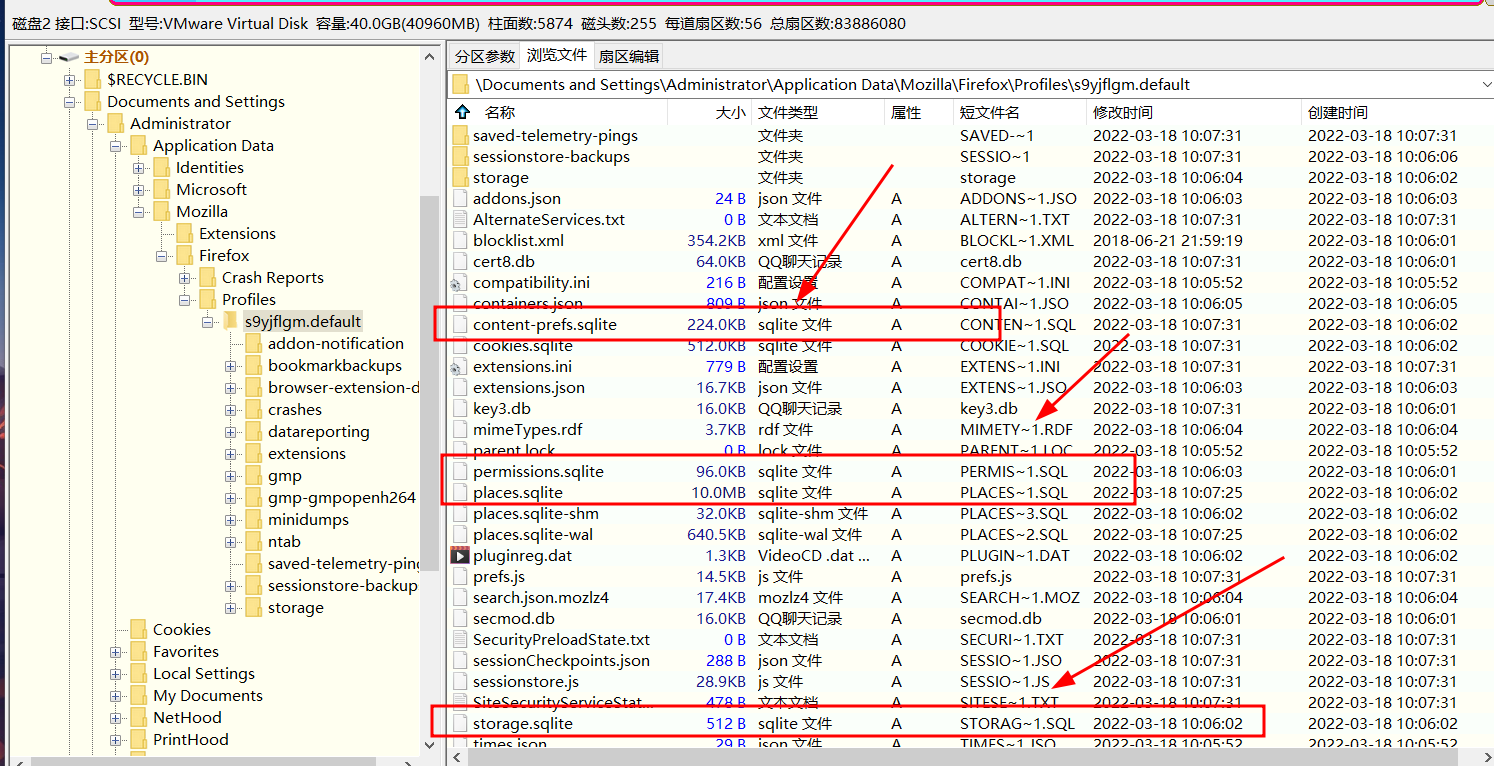 磁盘2 接口:SCSI 型号:VMware Virtual Disk 容量:40.0GB(40960MB) 柱面数:5874 磁头数:255 每道扇区数:56 总扇区数:83886080
主分区(0)
$RECYCLE.BIN
Documents and Settings
Administrator
Application Data
Identities
Microsoft
Mozilla
Extensions
Firefox
Crash Reports
Profiles
s9yjflgm.default
addon-notification
bookmarkbackups
browser-extension-d
crashes
datareporting
extensions
gmp
gmp-gmpopenh264
minidumps
ntab
saved-telemetry-ping
sessionstore-backup
storage
Cookies
Favorites
Local Settings
My Documents
NetHood
PrintHood
分区参数 浏览文件 扇区编辑
\Documents and Settings\Administrator\Application Data\Mozilla\Firefox\Profiles\s9yjflgm.default
名称 大小 文件类型 属性 短文件名 修改时间 创建时间
saved-telemetry-pings 文件夹 SAVED-~1 2022-03-18 10:07:31 2022-03-18 10:07:31
sessionstore-backups 文件夹 SESSIO~1 2022-03-18 10:07:31 2022-03-18 10:06:06
storage 文件夹 storage 2022-03-18 10:06:04 2022-03-18 10:06:02
addons.json 24 B json 文件 A ADDONS~1.JSO 2022-03-18 10:06:03 2022-03-18 10:06:03
AlternateServices.txt 0 B 文本文档 A ALTERN~1.TXT 2022-03-18 10:07:31 2022-03-18 10:07:31
blocklist.xml 354.2KB xml 文件 A BLOCKL~1.XML 2018-06-21 21:59:19 2022-03-18 10:06:01
cert8.db 64.0KB QQ聊天记录 A cert8.db 2022-03-18 10:07:31 2022-03-18 10:06:01
compatibility.ini 216 B 配置设置 A COMPAT~1.INI 2022-03-18 10:05:52 2022-03-18 10:05:52
containers.json 809 B json 文件 A CONTAI~1.JSO 2022-03-18 10:06:05 2022-03-18 10:06:05
content-prefs.sqlite 224.0KB sqlite 文件 A CONTEN~1.SQL 2022-03-18 10:07:31 2022-03-18 10:06:02
cookies.sqlite 512.0KB sqlite 文件 A COOKIE~1.SQL 2022-03-18 10:07:31 2022-03-18 10:06:02
extensions.ini 779 B 配置设置 A EXTENS~1.INI 2022-03-18 10:07:31 2022-03-18 10:07:31
extensions.json 16.7KB json 文件 A EXTENS~1.JSO 2022-03-18 10:06:03 2022-03-18 10:06:03
key3.db 16.0KB QQ聊天记录 A key3.db 2022-03-18 10:07:31 2022-03-18 10:06:01
mimeTypes.rdf 3.7KB rdf 文件 A MIMETY~1.RDF 2022-03-18 10:06:04 2022-03-18 10:06:04
parent.lock 0 B lock 文件 A PARENT~1.LOC 2022-03-18 10:05:52 2022-03-18 10:05:52
permissions.sqlite 96.0KB sqlite 文件 A PERMIS~1.SQL 2022-03-18 10:06:03 2022-03-18 10:06:01
places.sqlite 10.0MB sqlite 文件 A PLACES~1.SQL 2022-03-18 10:07:25 2022-03-18 10:06:02
places.sqlite-shm 32.0KB sqlite-shm 文件 A PLACES~3.SQL 2022-03-18 10:07:31 2022-03-18 10:06:02
places.sqlite-wal 640.5KB sqlite-wal 文件 A PLACES~2.SQL 2022-03-18 10:07:25 2022-03-18 10:06:02
pluginreg.dat 1.3KB VideoCD .dat ... A PLUGIN~1.DAT 2022-03-18 10:06:02 2022-03-18 10:06:02
prefs.js 14.5KB js 文件 A prefs.js 2022-03-18 10:07:31 2022-03-18 10:07:31
search.json.mozlz4 17.4KB mozlz4 文件 A SEARCH~1.MOZ 2022-03-18 10:06:04 2022-03-18 10:06:04
secmod.db 16.0KB QQ聊天记录 A secmod.db 2022-03-18 10:06:01 2022-03-18 10:06:01
SecurityPreloadState.txt 0 B 文本文档 A SECURI~1.TXT 2022-03-18 10:07:31 2022-03-18 10:07:31
sessionCheckpoints.json 288 B json 文件 A SESSIO~1.JSO 2022-03-18 10:07:31 2022-03-18 10:07:31
sessionstore.js 28.9KB js 文件 A SESSIO~1.JS 2022-03-18 10:07:31 2022-03-18 10:07:31
SiteSecurityServiceStat... 478 B 文本文档 A SITESE~1.TXT 2022-03-18 10:07:31 2022-03-18 10:07:31
storage.sqlite 512 B sqlite 文件 A STORAG~1.SQL 2022-03-18 10:06:02 2022-03-18 10:06:02
times.json 29 B json 文件 A TIMES~1.JSO 2022-03-18 10:05:52 2022-03-18 10:05:52